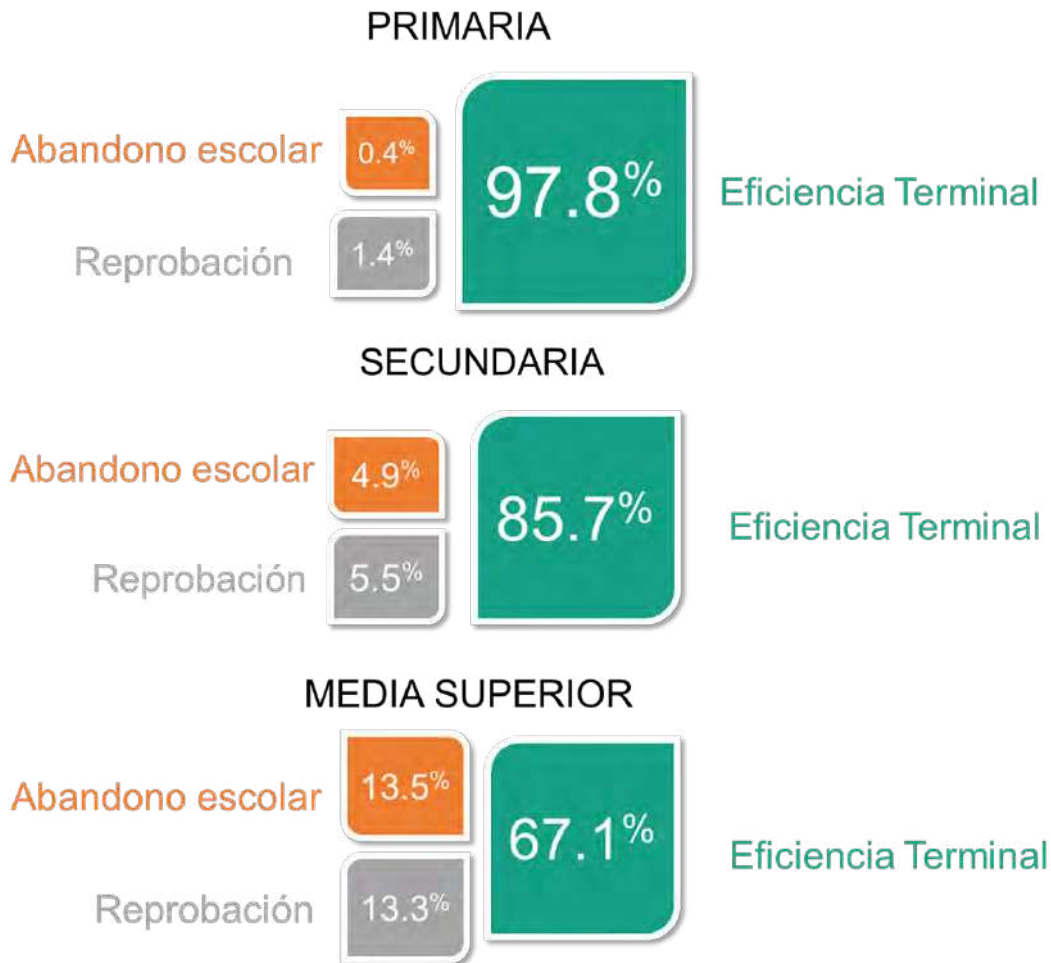 PRIMARIA
Abandono escolar
0.4%
97.8%
Eficiencia Terminal
Reprobación
1.4%
SECUNDARIA
Abandono escolar
4.9%
85.7%
Eficiencia Terminal
Reprobación
5.5%
MEDIA SUPERIOR
Abandono escolar
13.5%
67.1%
Eficiencia Terminal
Reprobación
13.3%